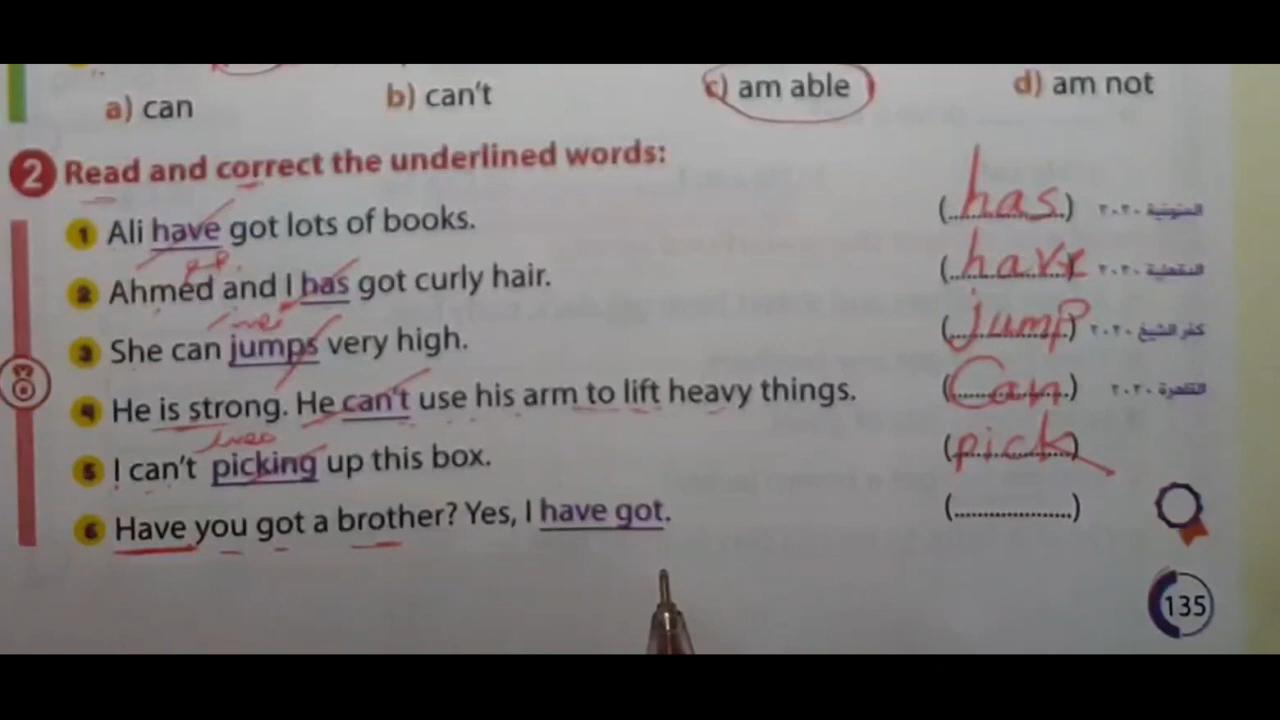 a) can b) can't c) am able d) am not
2 Read and correct the underlined words:
1 Ali have got lots of books. (has) المنوفية ٢٠٢٠
2 Ahmed and I has got curly hair. (have) الدقهلية ٢٠٢٠
3 She can jumps very high. (jump) كفر الشيخ ٢٠٢٠
4 He is strong. He can't use his arm to lift heavy things. (Can) القاهرة ٢٠٢٠
5 I can't picking up this box. (pick)
6 Have you got a brother? Yes, I have got. (....................)
135